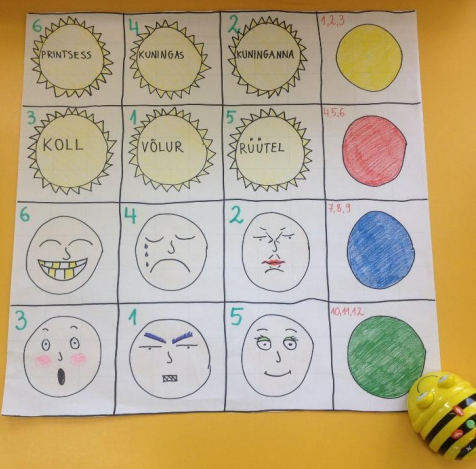 6 4 2 1,2,3
PRINTSESS KUNINGAS KUNINGANNA
3 1 5 4,5,6
KOLL VÕLUR RÜÜTEL
6 4 2 7,8,9
3 1 5 10,11,12